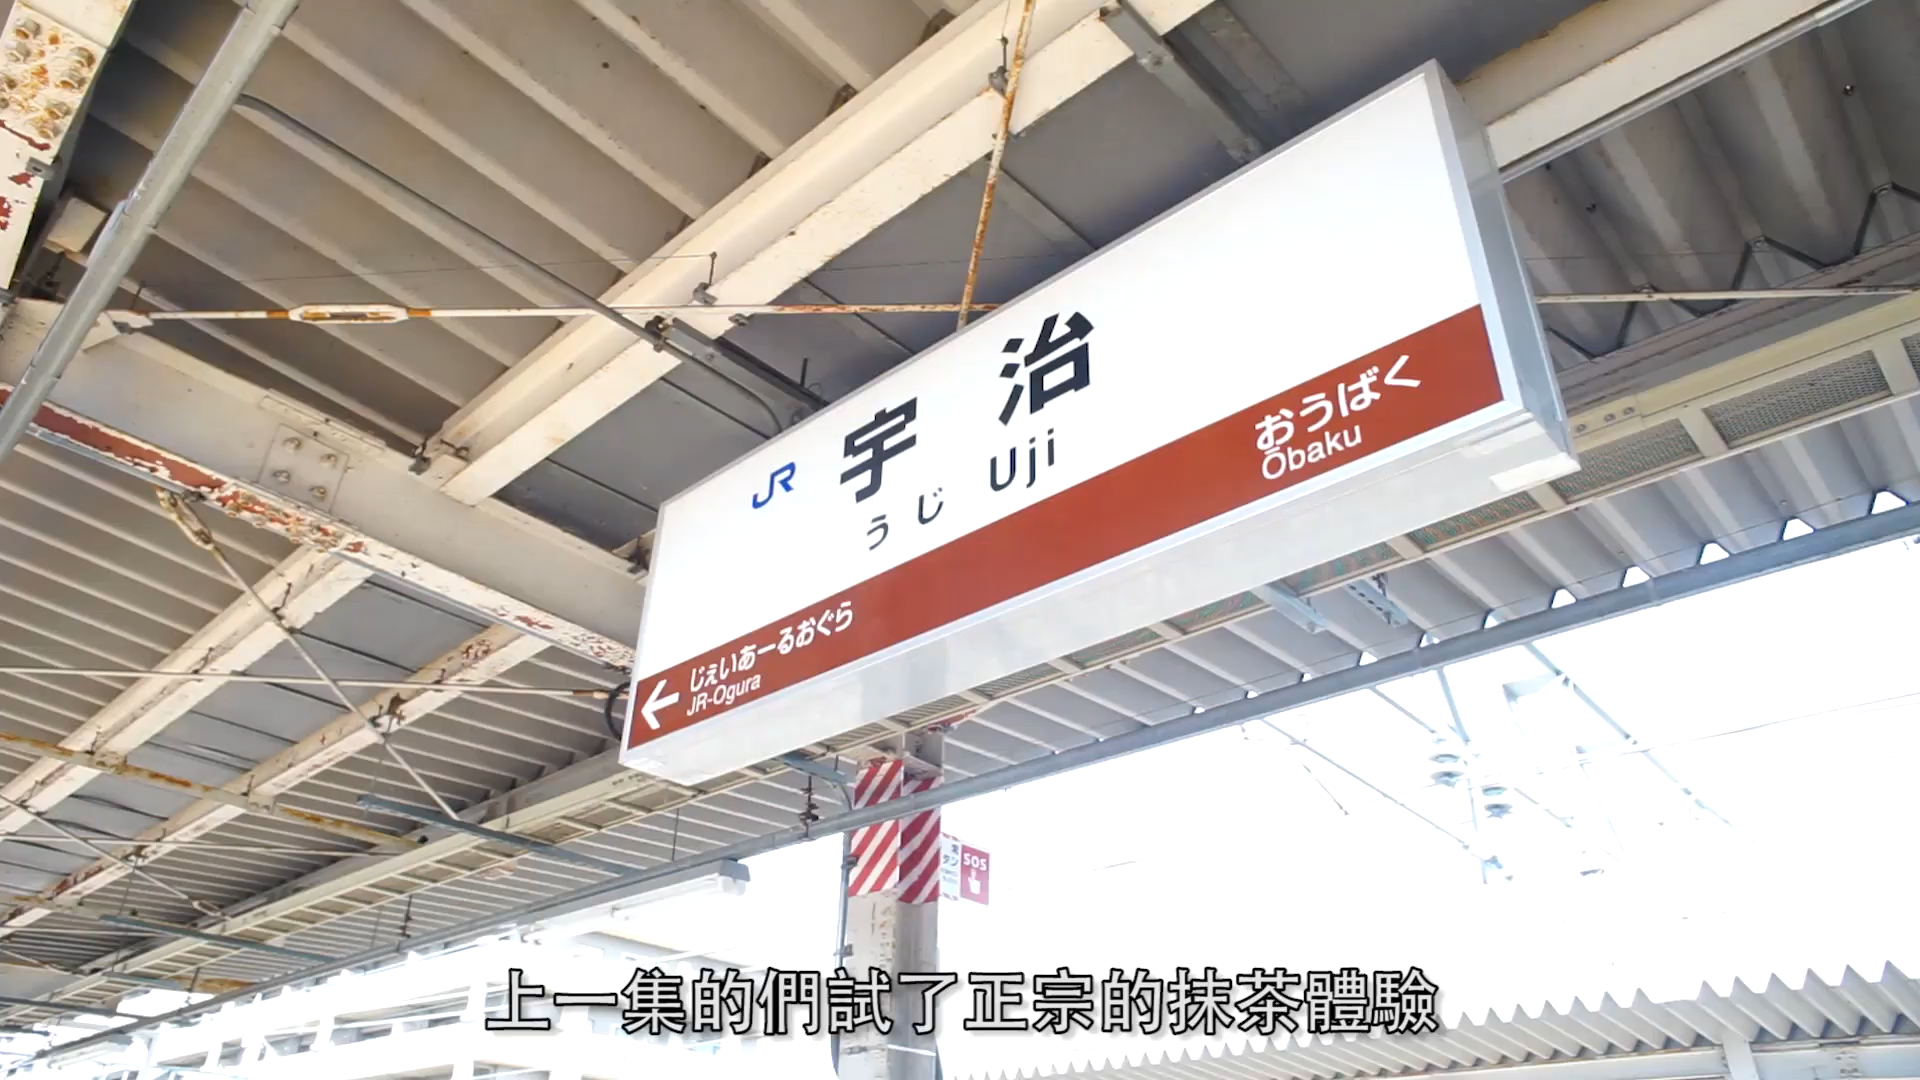 JR 宇治
うじ Uji
おうばく
Ōbaku
じぇいあーるおぐら
JR-Ogura
SOS
上一集的們試了正宗的抹茶體驗